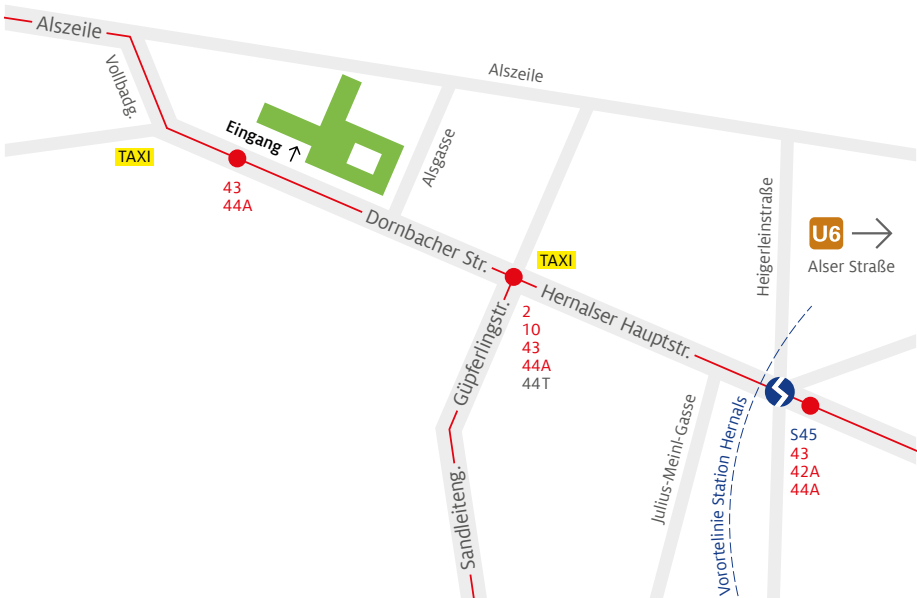 Alszeile
Vollbadg.
Alszeile
Eingang
TAXI
43
44A
Alsgasse
Dornbacher Str.
TAXI
2
10
43
44A
44T
Güpferlingstr.
Sandleiteng.
Hernalser Hauptstr.
Julius-Meinl-Gasse
Heigerleinstraße
U6
Alser Straße
Vorortelinie Station Hernals
S45
43
42A
44A